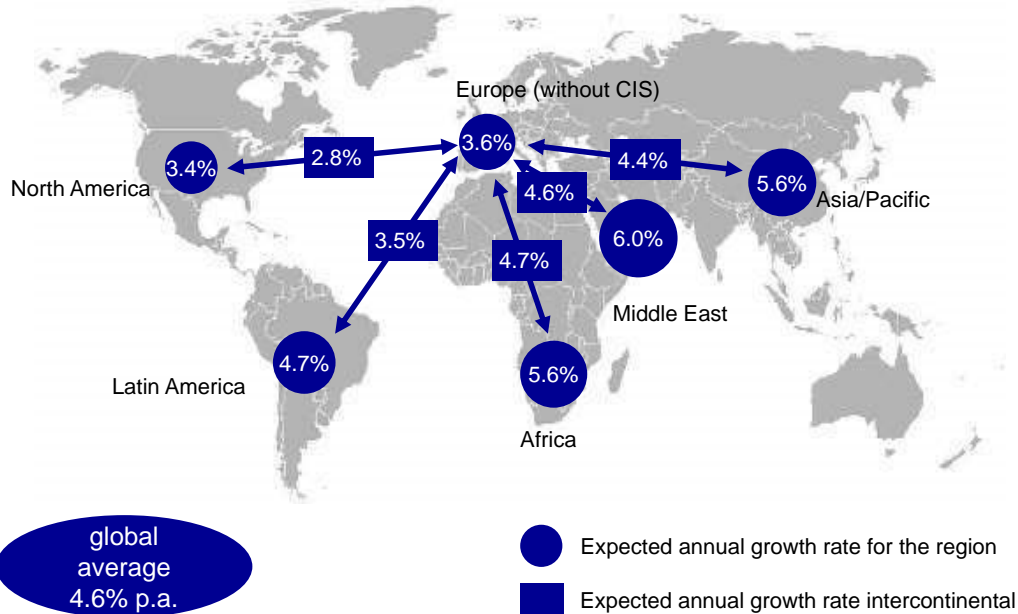 Europe (without CIS)
3.6%
2.8%
3.4%
4.4%
5.6%
North America
4.6%
Asia/Pacific
3.5%
6.0%
4.7%
Middle East
4.7%
5.6%
Latin America
Africa
global
average
4.6% p.a.
Expected annual growth rate for the region
Expected annual growth rate intercontinental